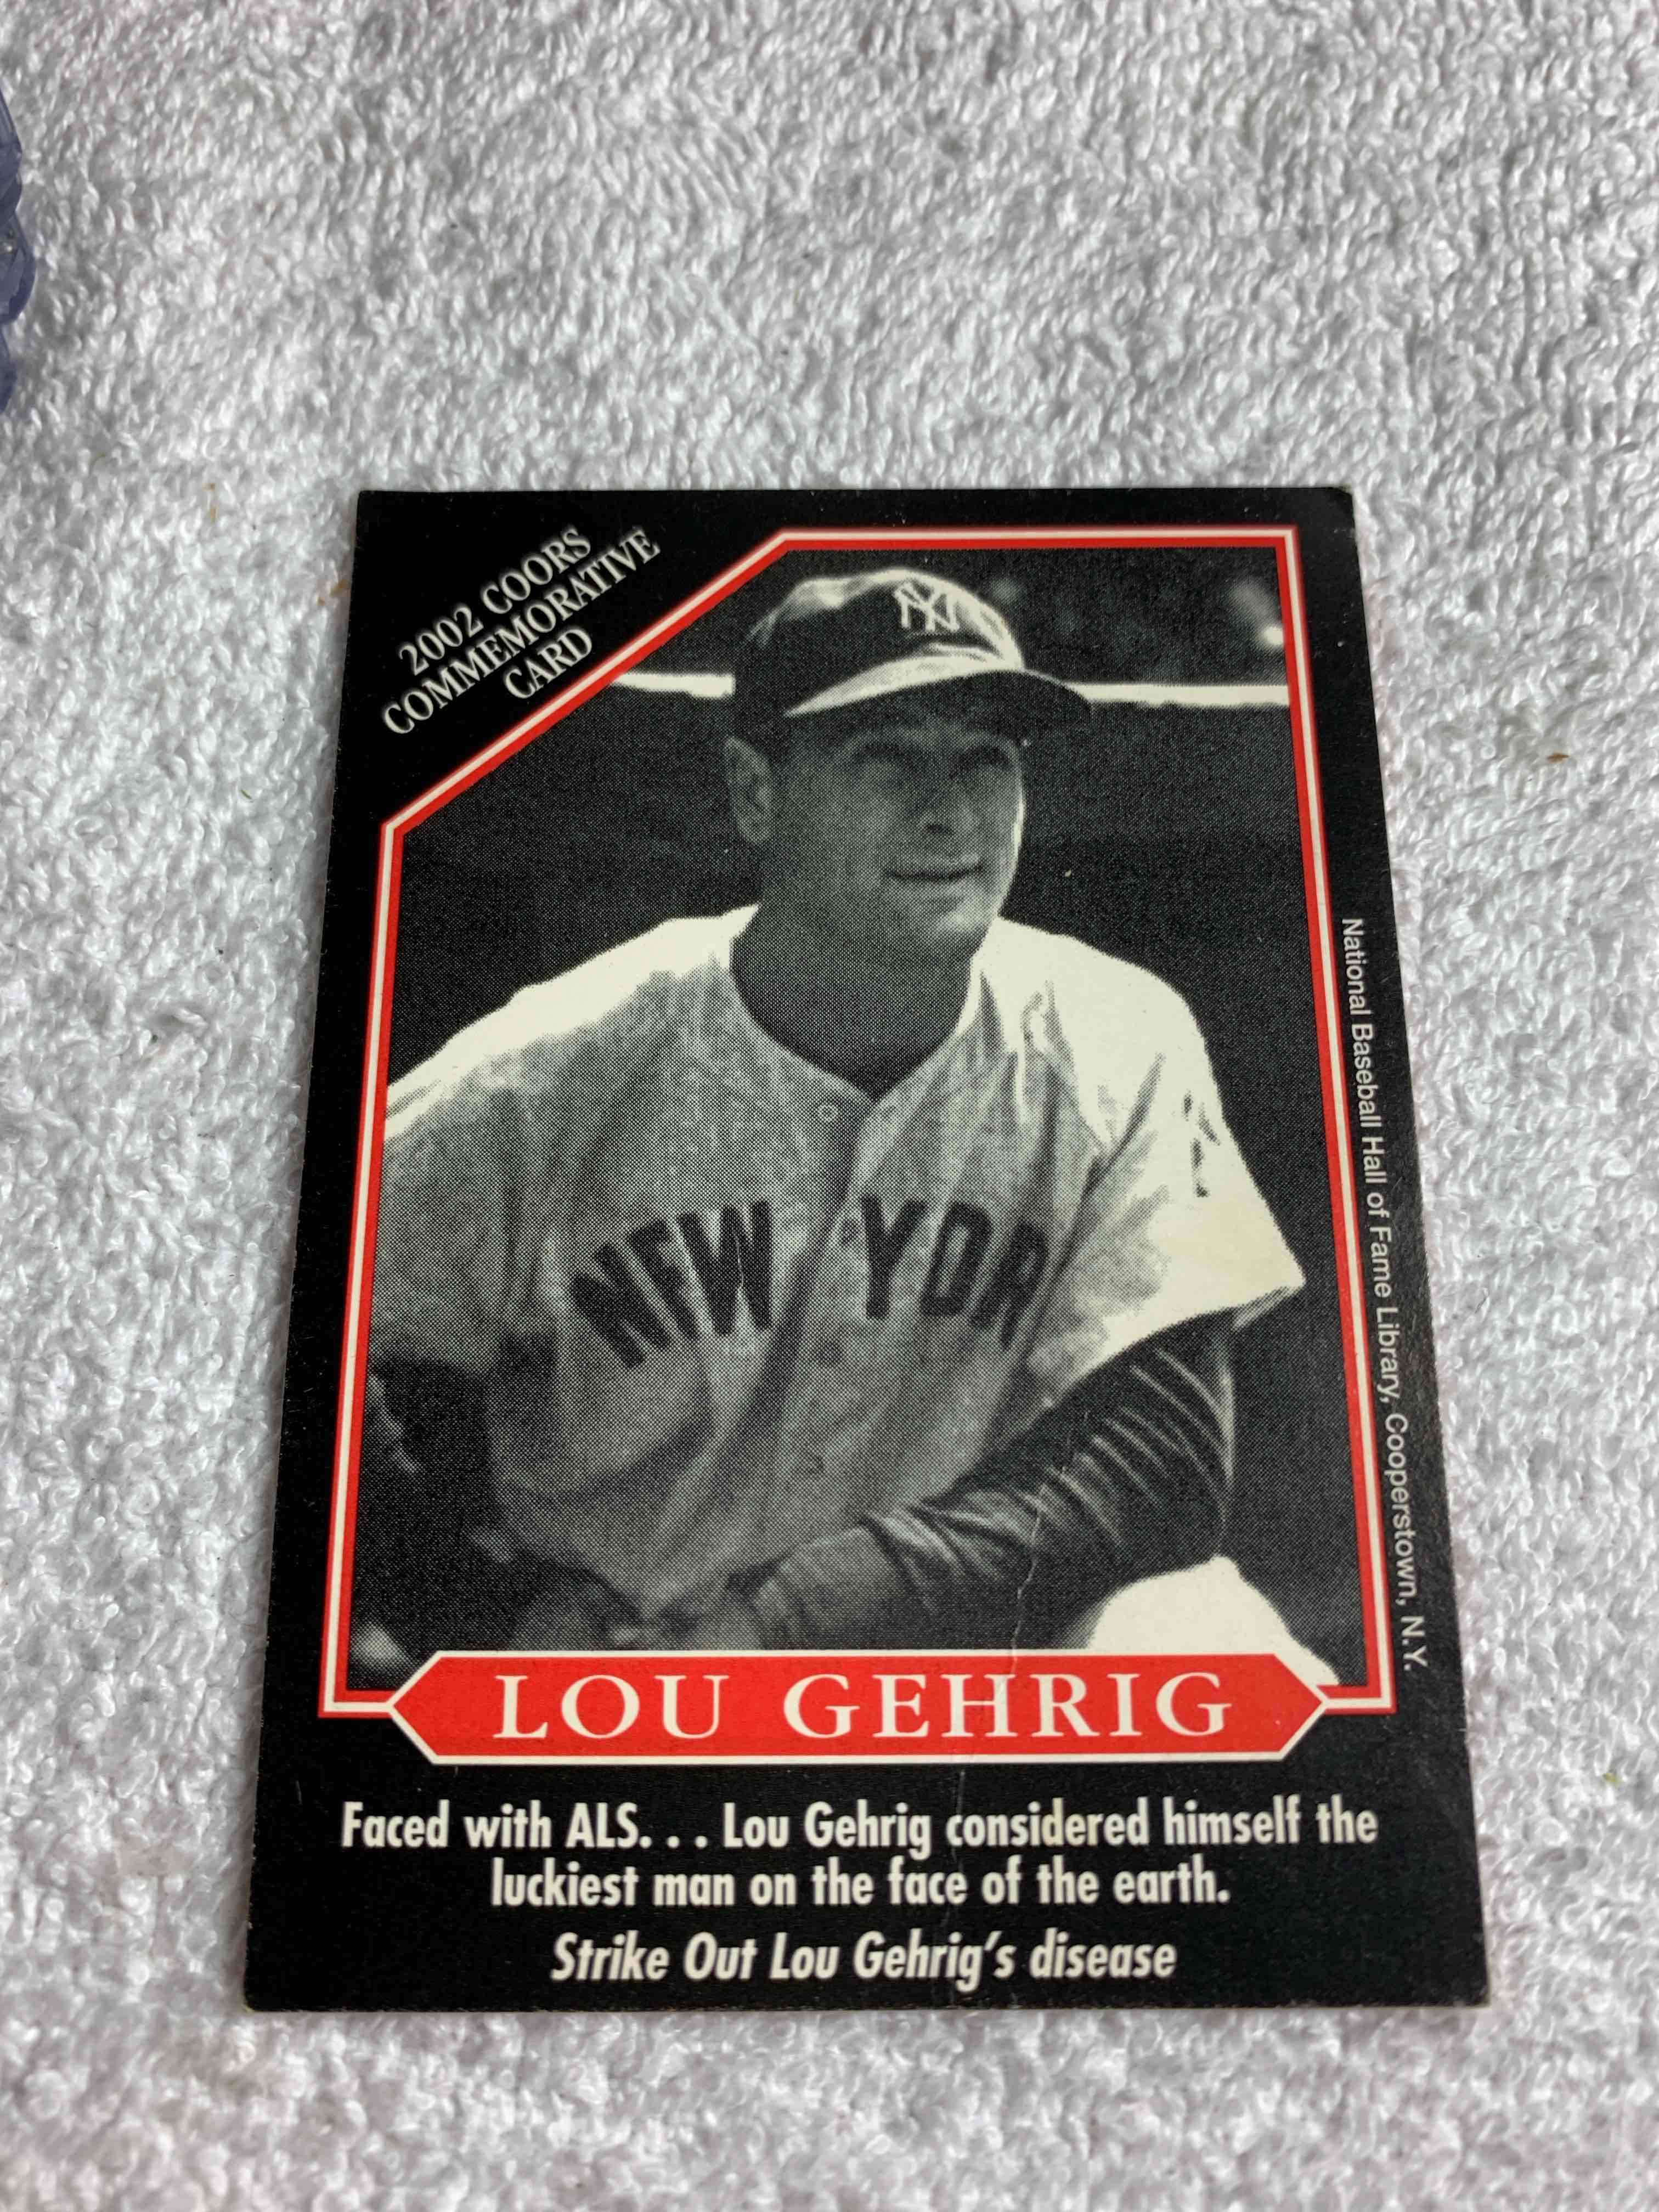 2002 COORS
COMMEMORATIVE
CARD
NY
NEW YOR
National Baseball Hall of Fame Library, Cooperstown, N.Y.
LOU GEHRIG
Faced with ALS. . . Lou Gehrig considered himself the
luckiest man on the face of the earth.
Strike Out Lou Gehrig's disease